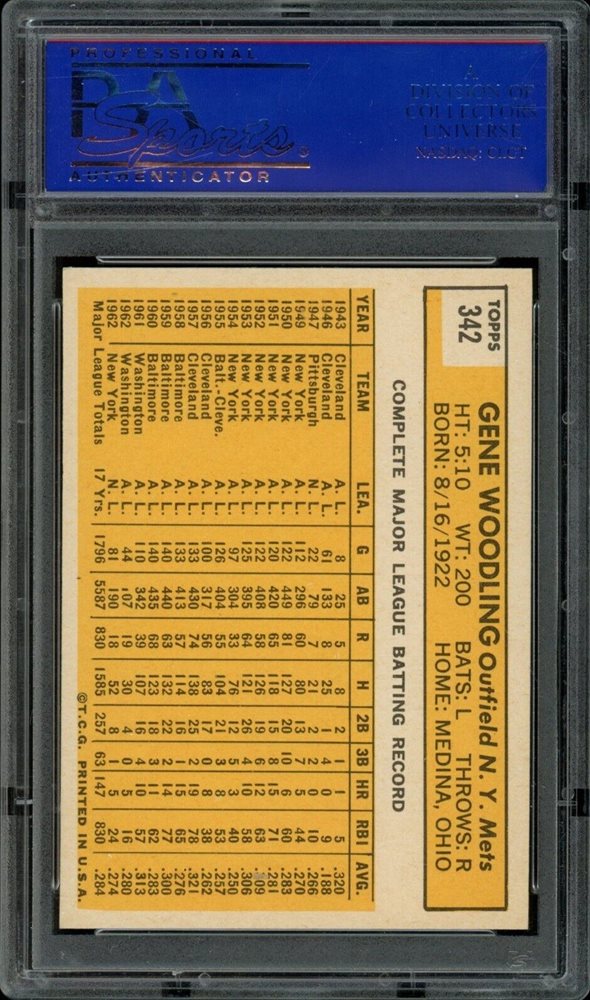 PROFESSIONAL
PSA
Sports
AUTHENTICATOR
A
DIVISION OF
COLLECTORS
UNIVERSE
NASDAQ: CLCT
TOPPS
342
GENE WOODLING Outfield N. Y. Mets
HT: 5:10 WT: 200 BATS: L THROWS: R
BORN: 8/16/1922 HOME: MEDINA, OHIO
COMPLETE MAJOR LEAGUE BATTING RECORD
YEAR TEAM LEA. G AB R H 2B 3B HR RBI AVG.
1943 Cleveland A. L. 8 25 5 8 2 1 1 5 .320
1946 Cleveland A. L. 61 133 8 25 1 4 0 9 .188
1947 Pittsburgh N. L. 22 79 7 21 2 2 0 10 .266
1949 New York A. L. 112 296 60 80 13 7 5 44 .270
1950 New York A. L. 122 449 81 127 20 10 6 60 .283
1951 New York A. L. 120 420 65 118 15 8 15 71 .281
1952 New York A. L. 122 408 58 126 19 6 12 63 .309
1953 New York A. L. 125 395 64 121 26 4 10 58 .306
1954 New York A. L. 97 304 33 76 12 5 3 40 .250
1955 Balt.-Cleve. A. L. 126 404 55 104 21 3 8 53 .257
1956 Cleveland A. L. 100 317 56 83 17 0 8 38 .262
1957 Cleveland A. L. 133 430 74 138 25 2 19 78 .321
1958 Baltimore A. L. 133 413 57 114 16 1 15 65 .276
1959 Baltimore A. L. 140 440 63 132 22 2 14 77 .300
1960 Baltimore A. L. 140 435 68 123 18 3 11 62 .283
1961 Washington A. L. 110 342 39 107 16 4 10 57 .313
1962 Washington A. L. 44 107 19 30 4 0 5 16 .280
1962 New York N. L. 81 190 18 52 8 1 5 24 .274
Major League Totals 17 Yrs. 1796 5587 830 1585 257 63 147 830 .284
©T.C.G. PRINTED IN U.S.A.